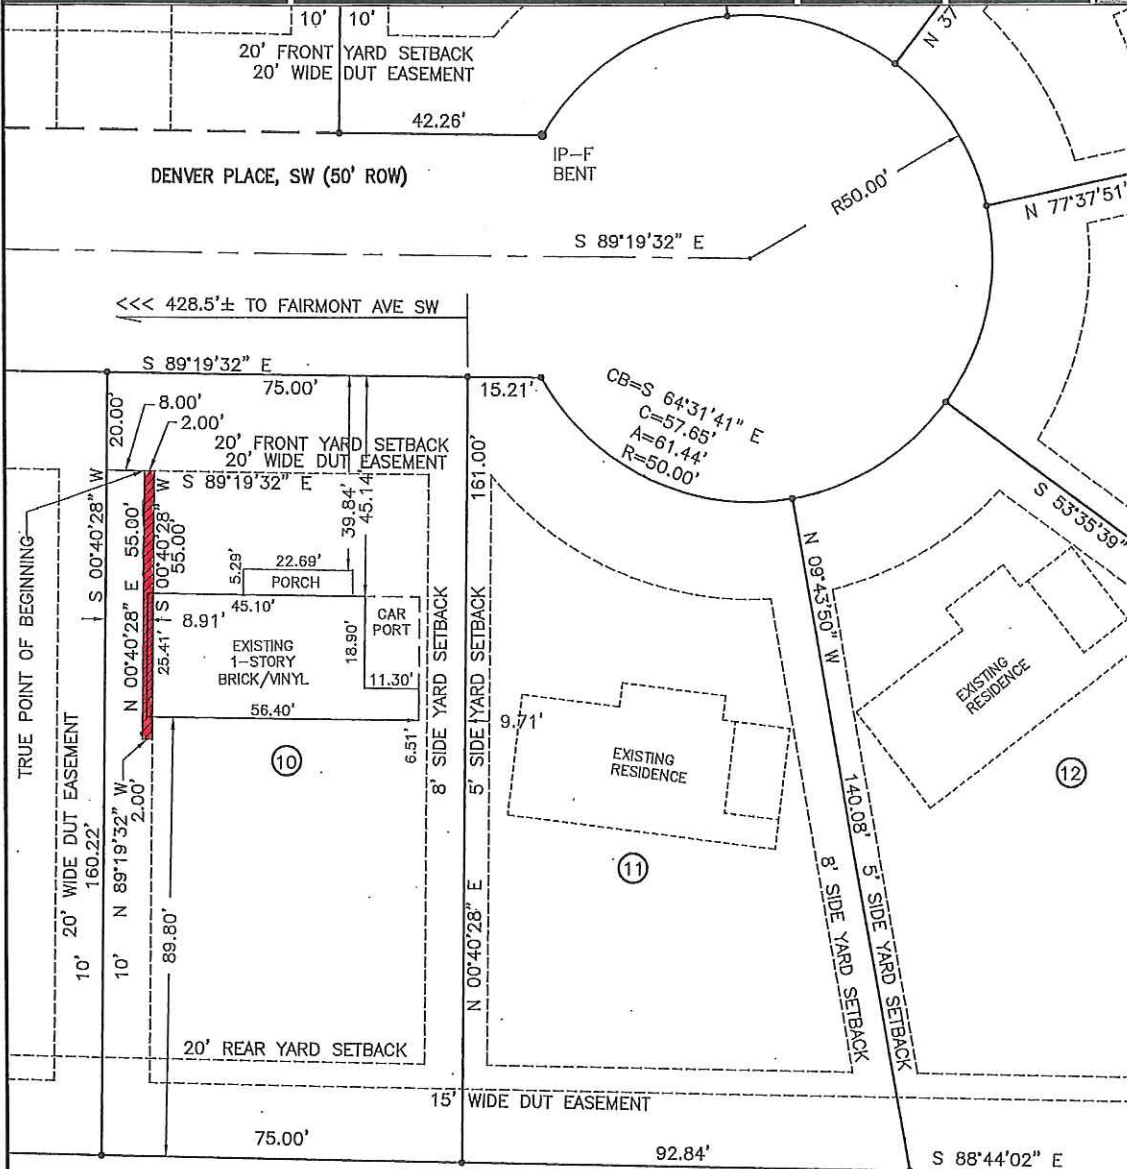 10' 10'
20' FRONT YARD SETBACK
20' WIDE DUT EASEMENT
N 37
42.26'
IP-F
BENT
DENVER PLACE, SW (50' ROW)
R50.00'
N 77°37'51"
S 89°19'32" E
<<< 428.5'± TO FAIRMONT AVE SW
S 89°19'32" E
75.00'
15.21'
CB=S 64°31'41" E
C=57.65'
A=61.44'
R=50.00'
20.00'
8.00'
2.00'
20' FRONT YARD SETBACK
20' WIDE DUT EASEMENT
S 89°19'32" E
161.00'
S 00°40'28" W
N 00°40'28" E 55.00'
S 00°40'28" W
55.00'
39.84'
45.14'
S 53°35'39"
TRUE POINT OF BEGINNING
5.29'
22.69'
PORCH
45.10'
8.91'
25.41'
EXISTING
1-STORY
BRICK/VINYL
18.90'
CAR
PORT
11.30'
56.40'
6.51'
8' SIDE YARD SETBACK
5' SIDE YARD SETBACK
N 09°43'50" W
9.71'
EXISTING
RESIDENCE
EXISTING
RESIDENCE
10
11
12
20' WIDE DUT EASEMENT
160.22'
N 89°19'32" W
2.00'
10'
10'
89.80'
N 00°40'28" E
140.08'
8' SIDE YARD SETBACK
5' SIDE YARD SETBACK
20' REAR YARD SETBACK
15' WIDE DUT EASEMENT
75.00'
92.84'
S 88°44'02" E